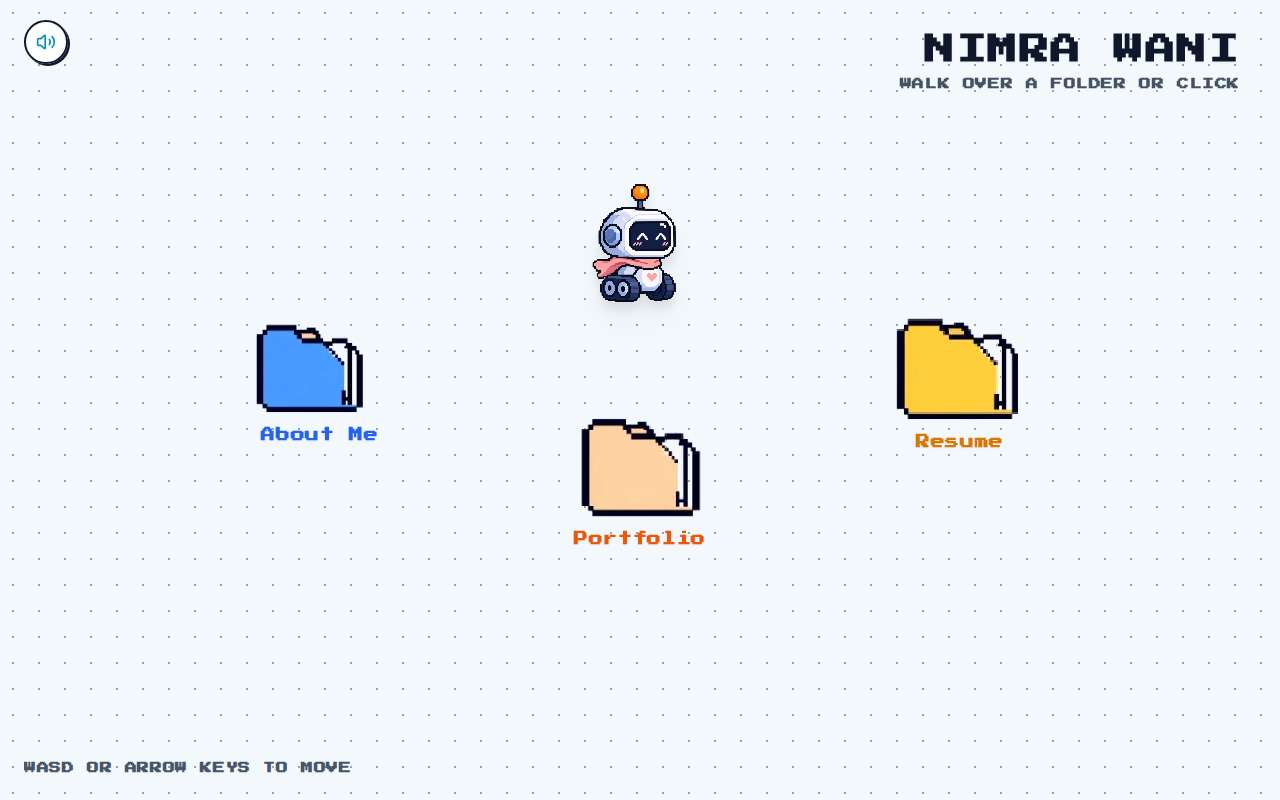 NIMRA WANI
WALK OVER A FOLDER OR CLICK
About Me
Resume
Portfolio
WASD OR ARROW KEYS TO MOVE